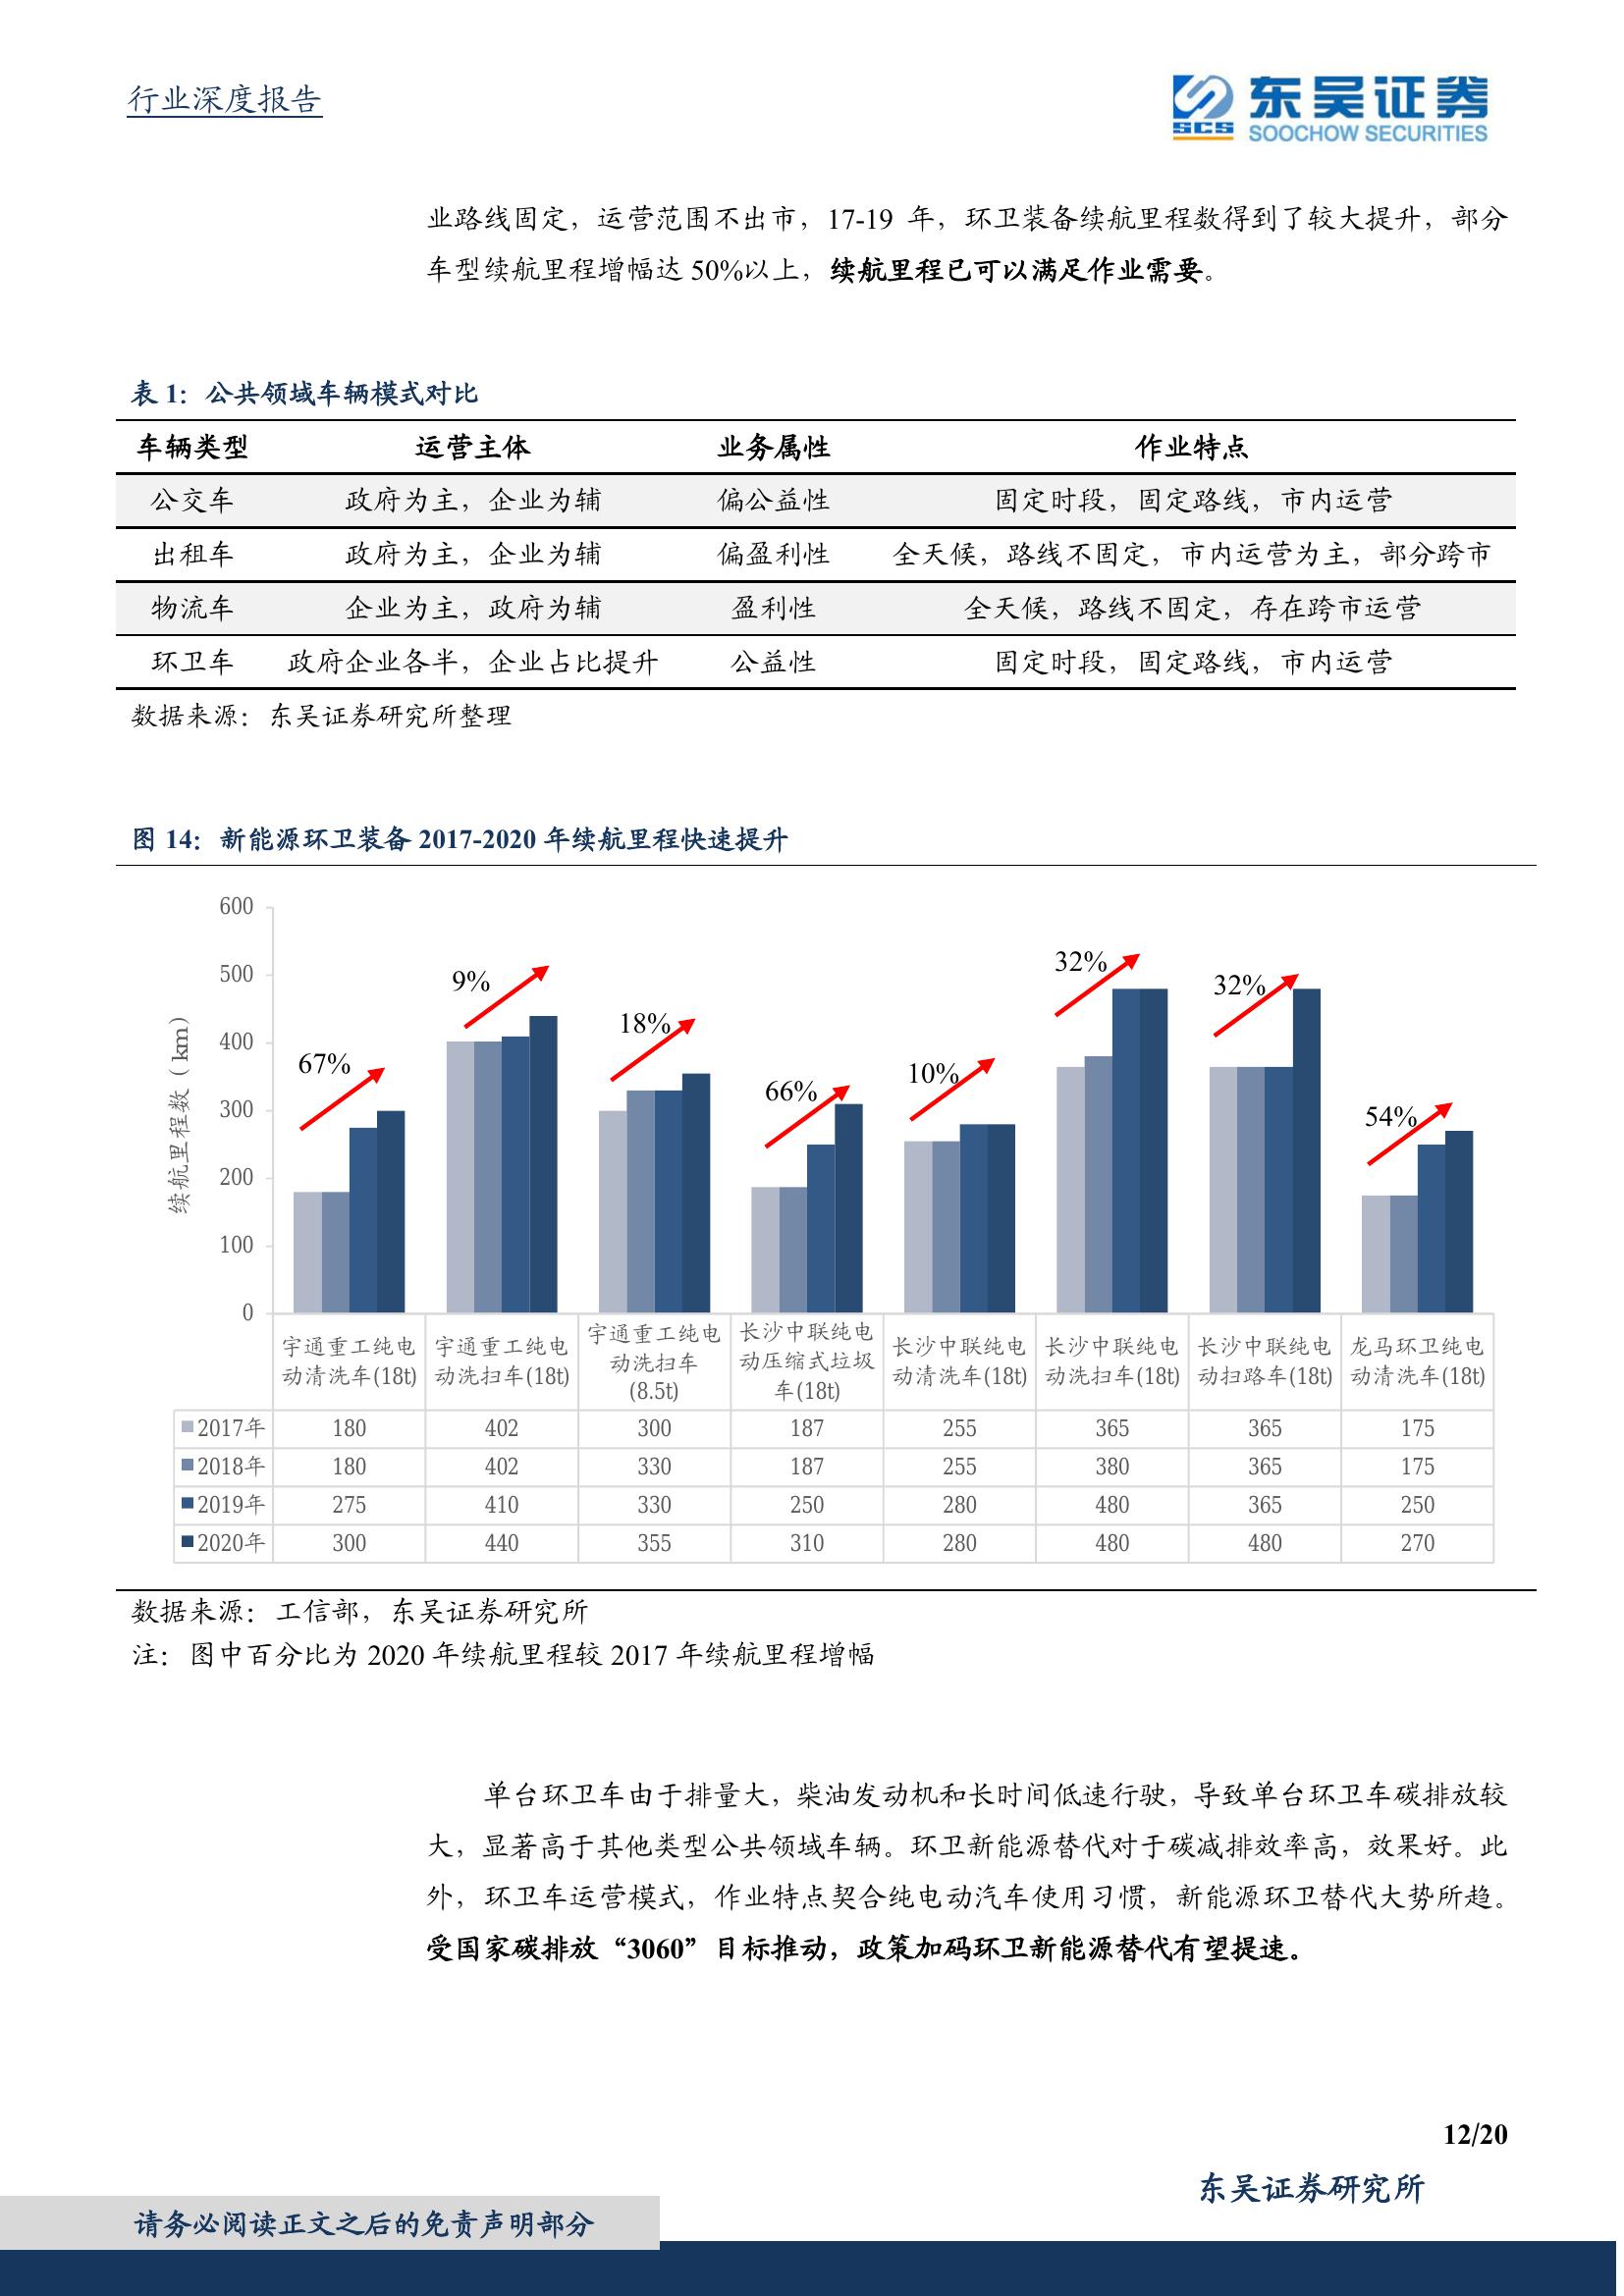 行业深度报告
东吴证券
SCS
SOOCHOW SECURITIES
业路线固定，运营范围不出市，17-19 年，环卫装备续航里程数得到了较大提升，部分
车型续航里程增幅达 50%以上，续航里程已可以满足作业需要。
表 1：公共领域车辆模式对比
车辆类型 运营主体 业务属性 作业特点
公交车 政府为主，企业为辅 偏公益性 固定时段，固定路线，市内运营
出租车 政府为主，企业为辅 偏盈利性 全天候，路线不固定，市内运营为主，部分跨市
物流车 企业为主，政府为辅 盈利性 全天候，路线不固定，存在跨市运营
环卫车 政府企业各半，企业占比提升 公益性 固定时段，固定路线，市内运营
数据来源：东吴证券研究所整理
图 14：新能源环卫装备 2017-2020 年续航里程快速提升
续航里程数（km）
600
500
400
300
200
100
0
67%
9%
18%
66%
10%
32%
32%
54%
宇通重工纯电
动清洗车(18t)
宇通重工纯电
动洗扫车(18t)
宇通重工纯电
动洗扫车
(8.5t)
长沙中联纯电
动压缩式垃圾
车(18t)
长沙中联纯电
动清洗车(18t)
长沙中联纯电
动洗扫车(18t)
长沙中联纯电
动扫路车(18t)
龙马环卫纯电
动清洗车(18t)
2017年 180 402 300 187 255 365 365 175
2018年 180 402 330 187 255 380 365 175
2019年 275 410 330 250 280 480 365 250
2020年 300 440 355 310 280 480 480 270
数据来源：工信部，东吴证券研究所
注：图中百分比为 2020 年续航里程较 2017 年续航里程增幅
单台环卫车由于排量大，柴油发动机和长时间低速行驶，导致单台环卫车碳排放较
大，显著高于其他类型公共领域车辆。环卫新能源替代对于碳减排效率高，效果好。此
外，环卫车运营模式，作业特点契合纯电动汽车使用习惯，新能源环卫替代大势所趋。
受国家碳排放“3060”目标推动，政策加码环卫新能源替代有望提速。
12/20
东吴证券研究所
请务必阅读正文之后的免责声明部分